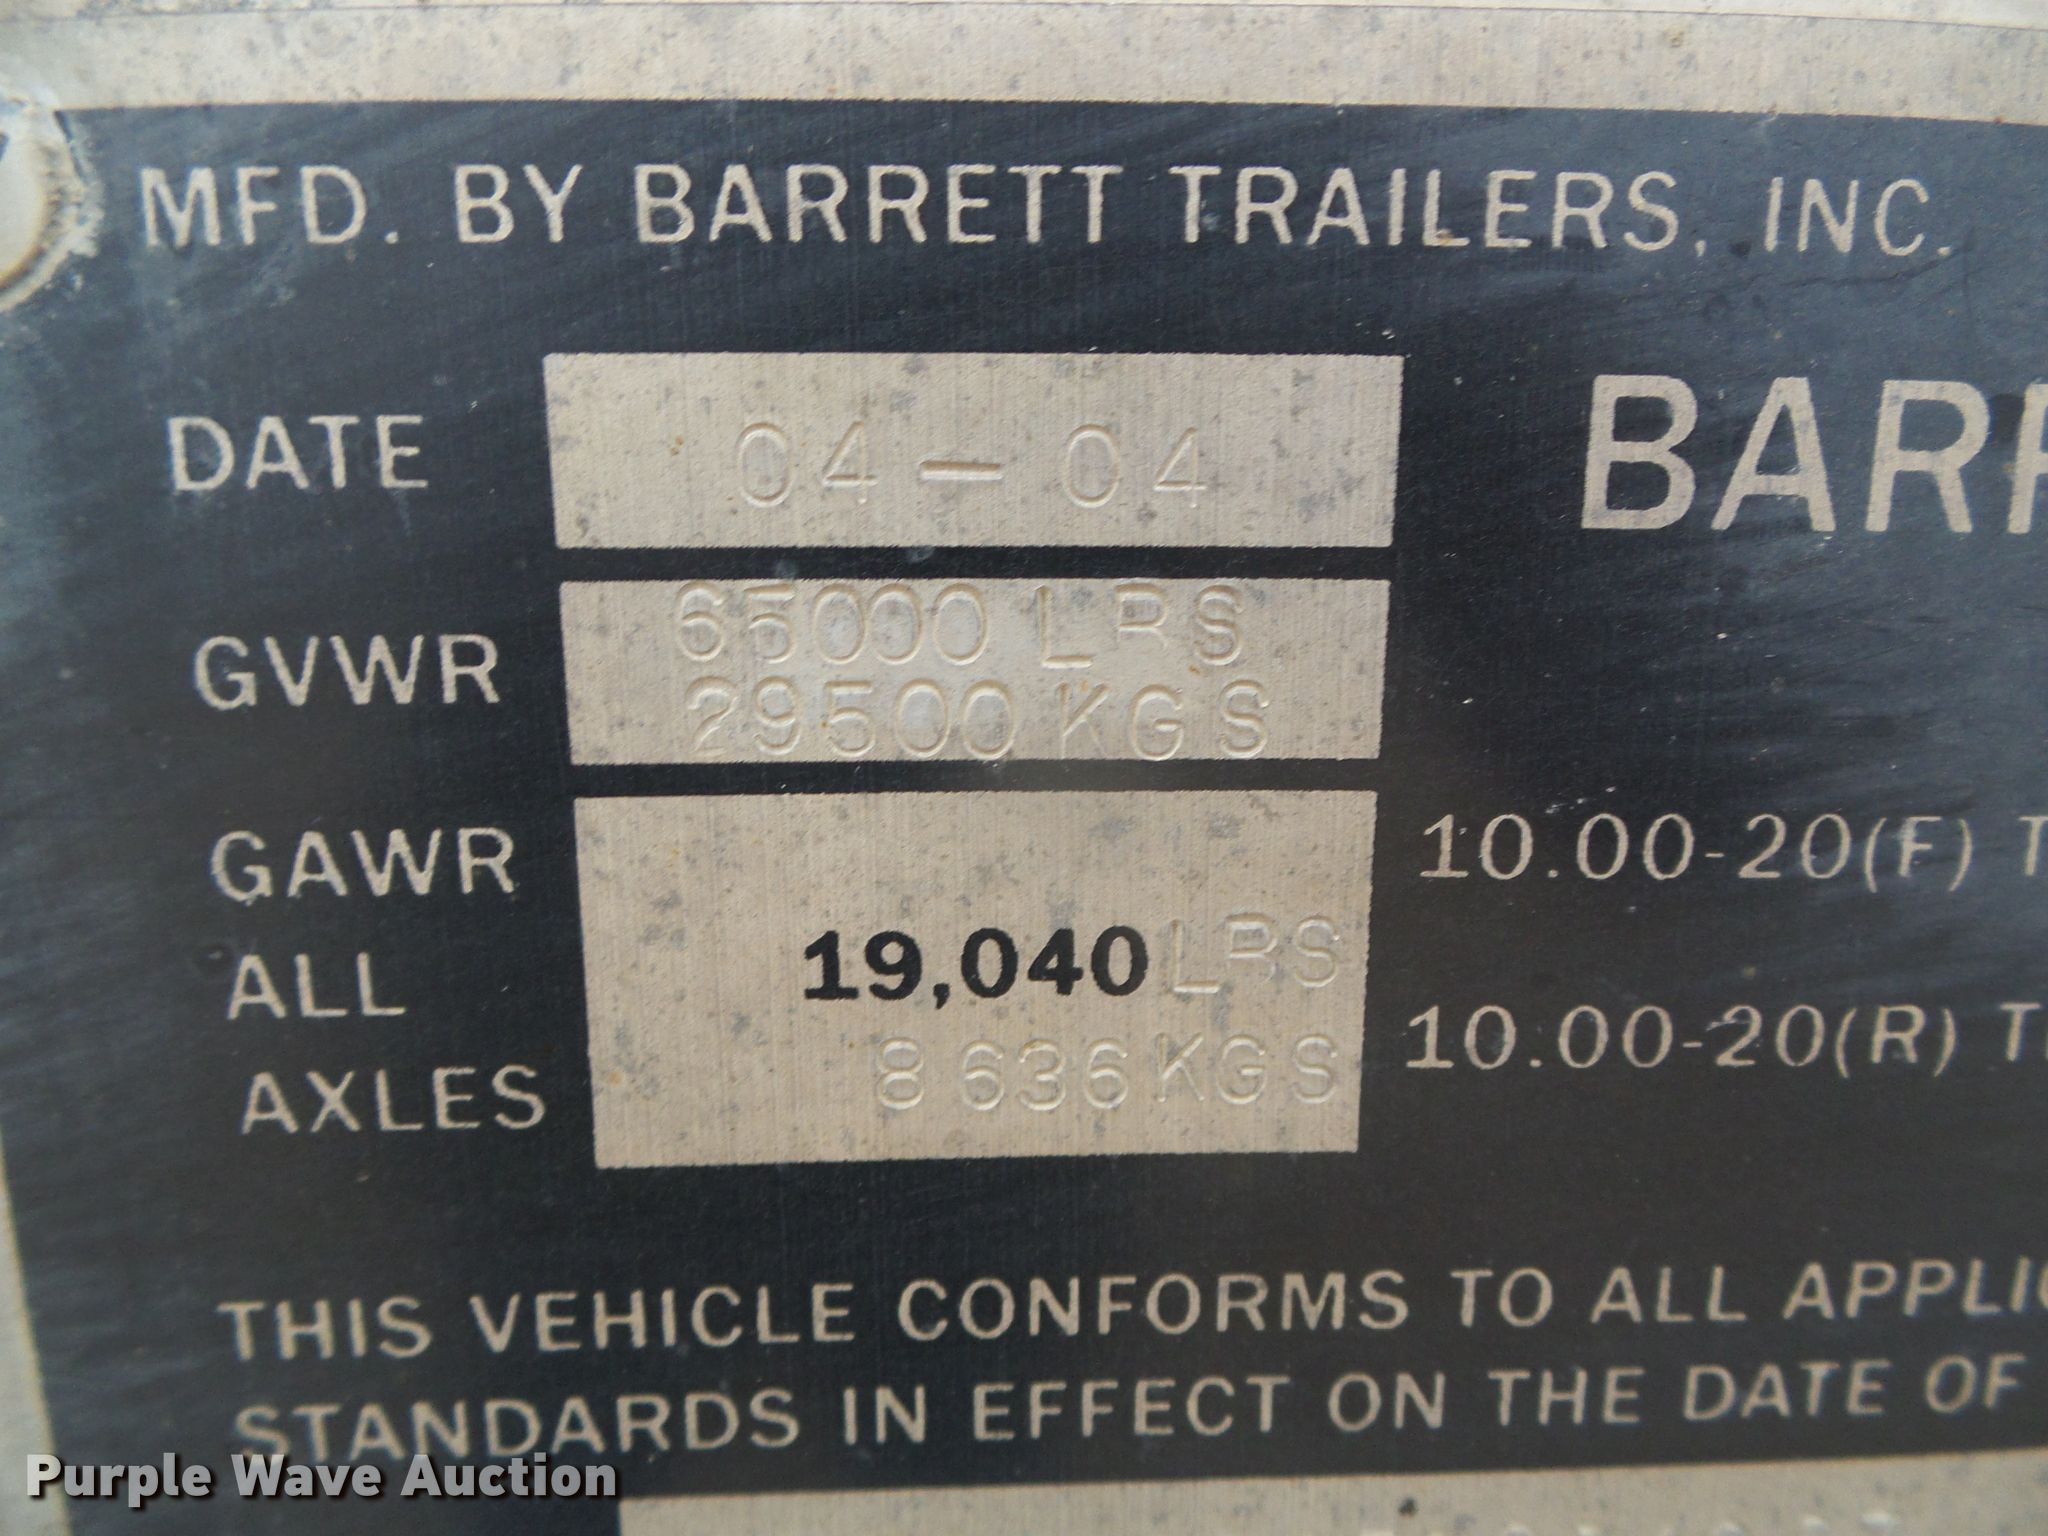 MFD. BY BARRETT TRAILERS, INC.
DATE 04-04
BARR
GVWR 65000 LBS
29500 KGS
GAWR
10.00-20(F) T
ALL 19,040 LBS
8 636 KGS
10.00-20(R) T
AXLES
THIS VEHICLE CONFORMS TO ALL APPLIC
STANDARDS IN EFFECT ON THE DATE OF
Purple Wave Auction